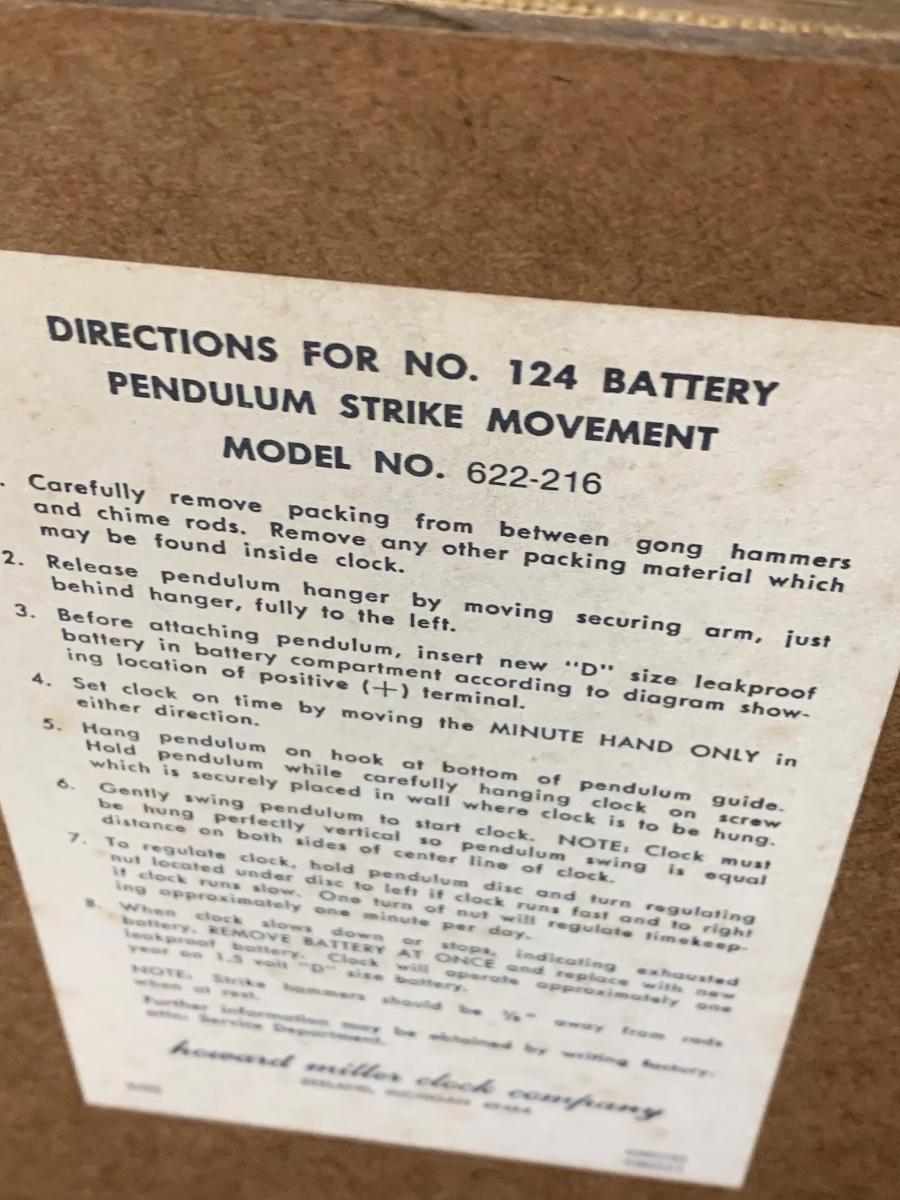 DIRECTIONS FOR NO. 124 BATTERY
PENDULUM STRIKE MOVEMENT
MODEL NO. 622-216
. Carefully remove packing from between gong hammers
and chime rods. Remove any other packing material which
may be found inside clock.
2. Release pendulum hanger by moving securing arm, just
behind hanger, fully to the left.
3. Before attaching pendulum, insert new "D" size leakproof
battery in battery compartment according to diagram show-
ing location of positive (+) terminal.
4. Set clock on time by moving the MINUTE HAND ONLY in
either direction.
5. Hang pendulum on hook at bottom of pendulum guide.
Hold pendulum while carefully hanging clock on screw
which is securely placed in wall where clock is to be hung.
6. Gently swing pendulum to start clock. NOTE: Clock must
be hung perfectly vertical so pendulum swing is equal
distance on both sides of center line of clock.
7. To regulate clock, hold pendulum disc and turn regulating
nut located under disc to left if clock runs fast and to right
if clock runs slow. One turn of nut will regulate timekeep-
ing approximately one minute per day.
8. When clock slows down or stops, indicating exhausted
battery, REMOVE BATTERY AT ONCE and replace with new
leakproof battery. Clock will operate approximately one
year on 1.5 volt "D" size battery.
NOTE: Strike hammers should be 1/8" away from rods
when at rest.
Further information may be obtained by writing factory.
attn: Service Department.
howard miller clock company
ZEELAND, MICHIGAN